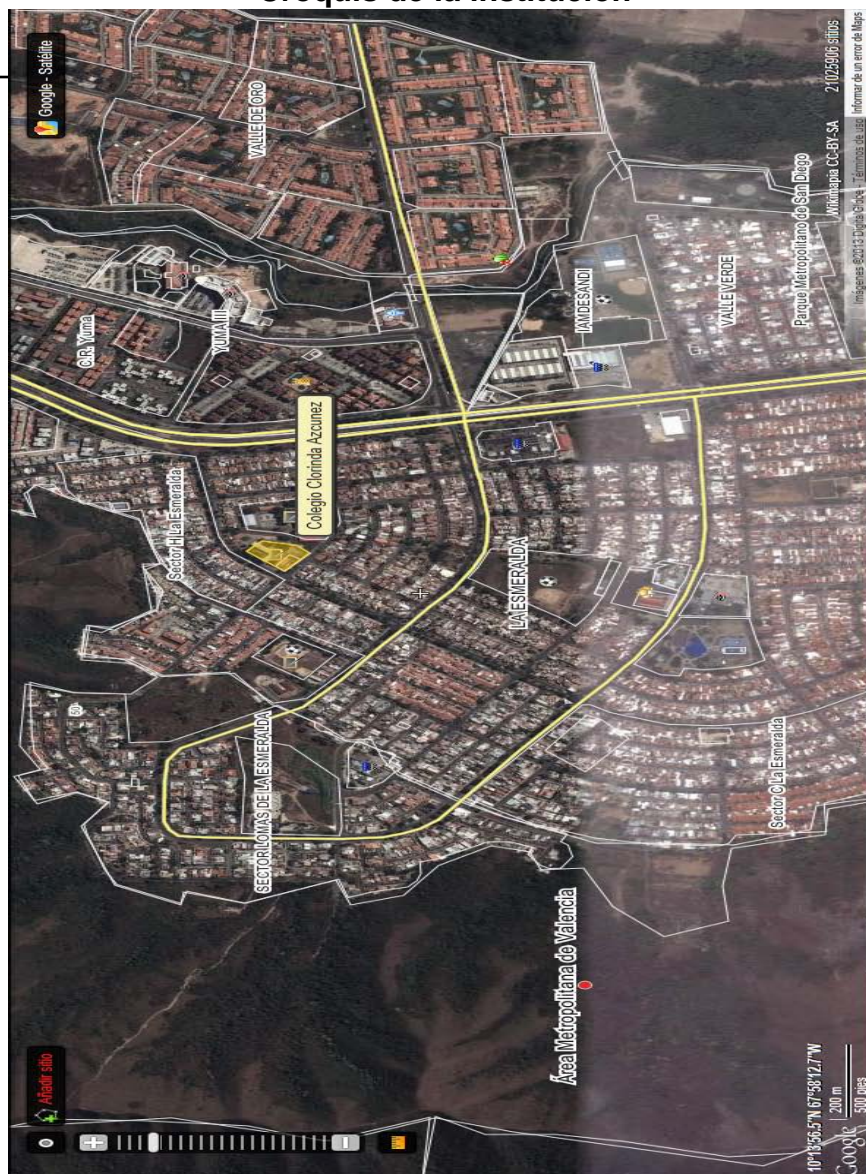 Croquis de la Institución
Añadir sitio
Google - Satélite
50
C.R. Yuma
VALLE DE ORO
YUMA III
Sector H La Esmeralda
SECTOR LOMAS DE LA ESMERALDA
Colegio Clorinda Azcunez
LA ESMERALDA
Área Metropolitana de Valencia
IAMDESANDI
VALLE VERDE
Sector C La Esmeralda
Parque Metropolitano de San Diego
10°13'56.5"N 67°58'12.7"W
Wikimapia CC-BY-SA
21025906 sitios
Google
200 m
500 pies
Imágenes ©2013 DigitalGlobe
Términos de uso
Informar de un error de Maps